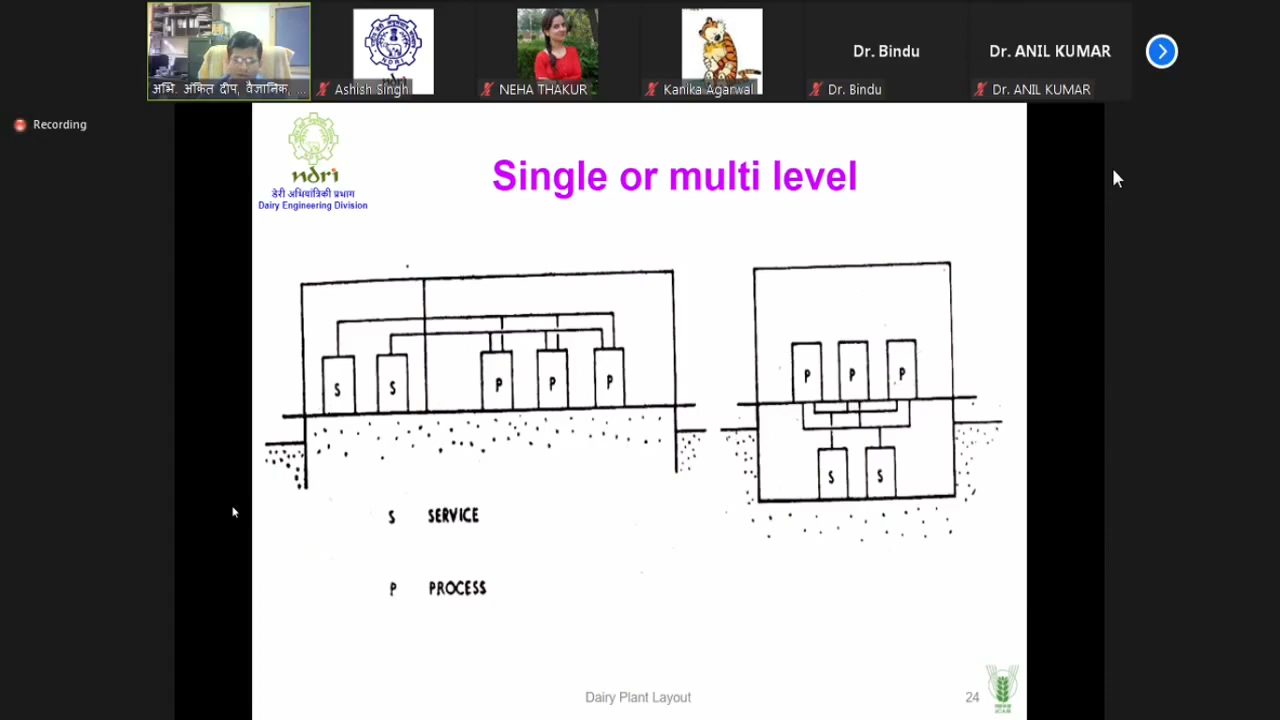 Dr. Bindu
Dr. ANIL KUMAR
अभि. अंकित दीप, वैज्ञानिक, ...
Ashish Singh
NEHA THAKUR
Kanika Agarwal
Dr. Bindu
Dr. ANIL KUMAR
Recording
ndri
डेरी अभियांत्रिकी प्रभाग
Dairy Engineering Division
Single or multi level
S
S
P
P
P
P
P
P
S
S
S SERVICE
P PROCESS
Dairy Plant Layout
24